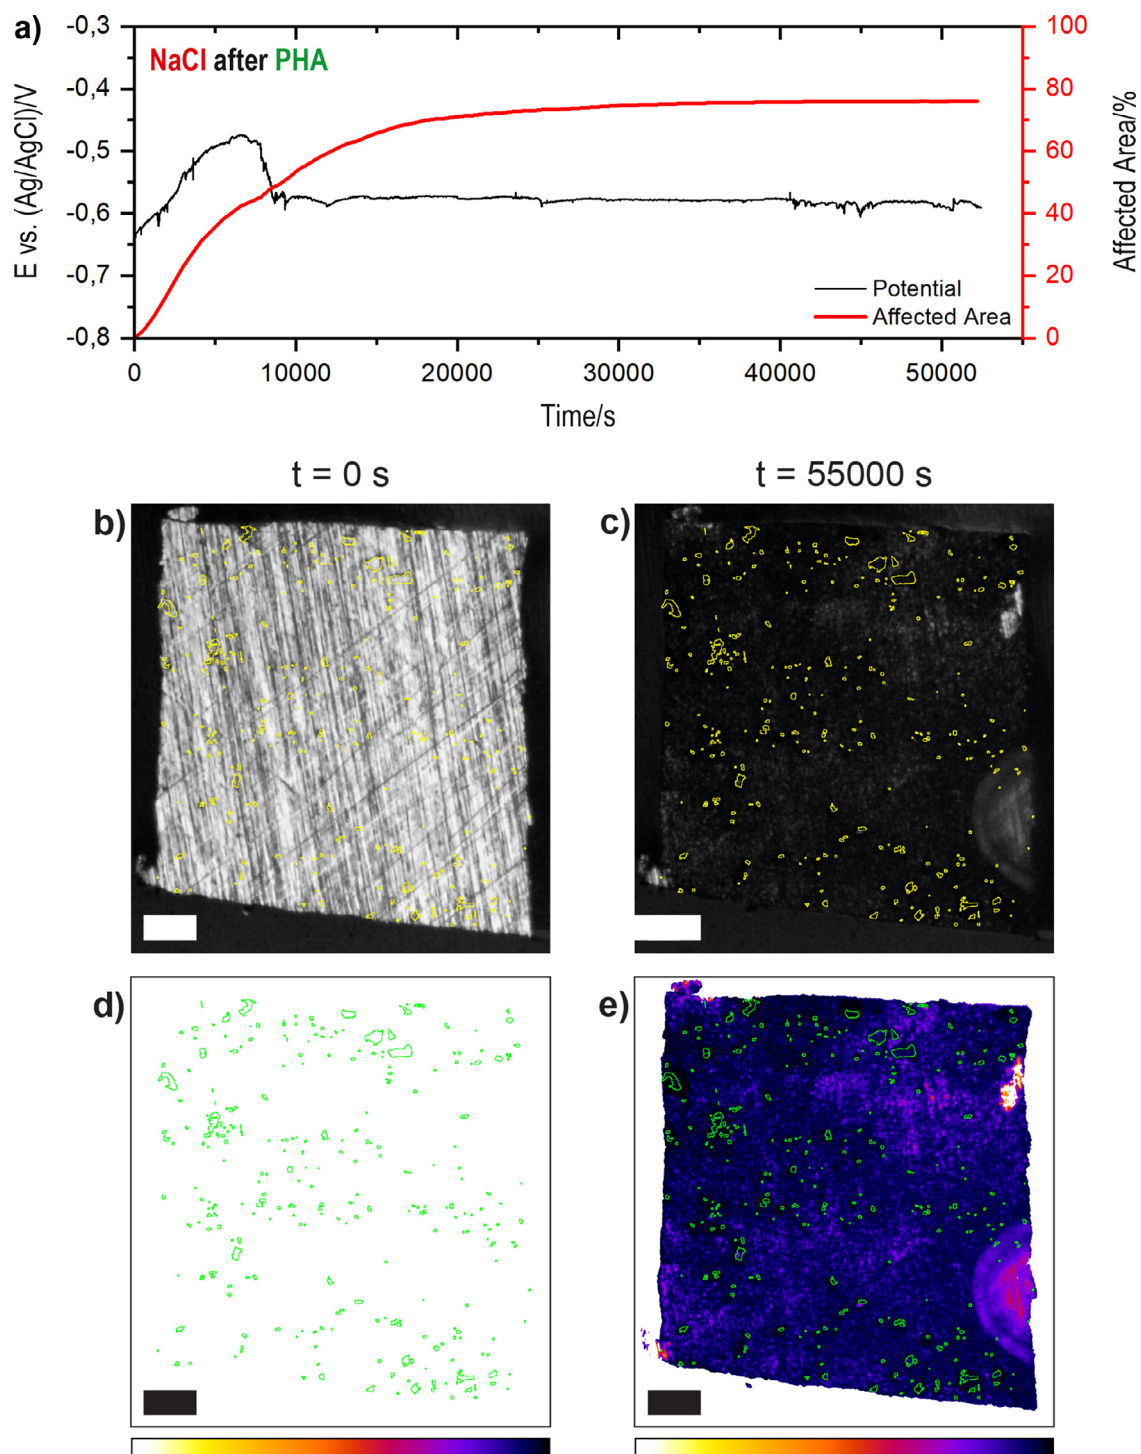 a)
NaCl after PHA
-0,3
-0,4
-0,5
-0,6
-0,7
-0,8
E vs. (Ag/AgCl)/V
100
80
60
40
20
0
Affected Area/%
Potential
Affected Area
0 10000 20000 30000 40000 50000
Time/s
t = 0 s
t = 55000 s
b)
c)
d)
e)